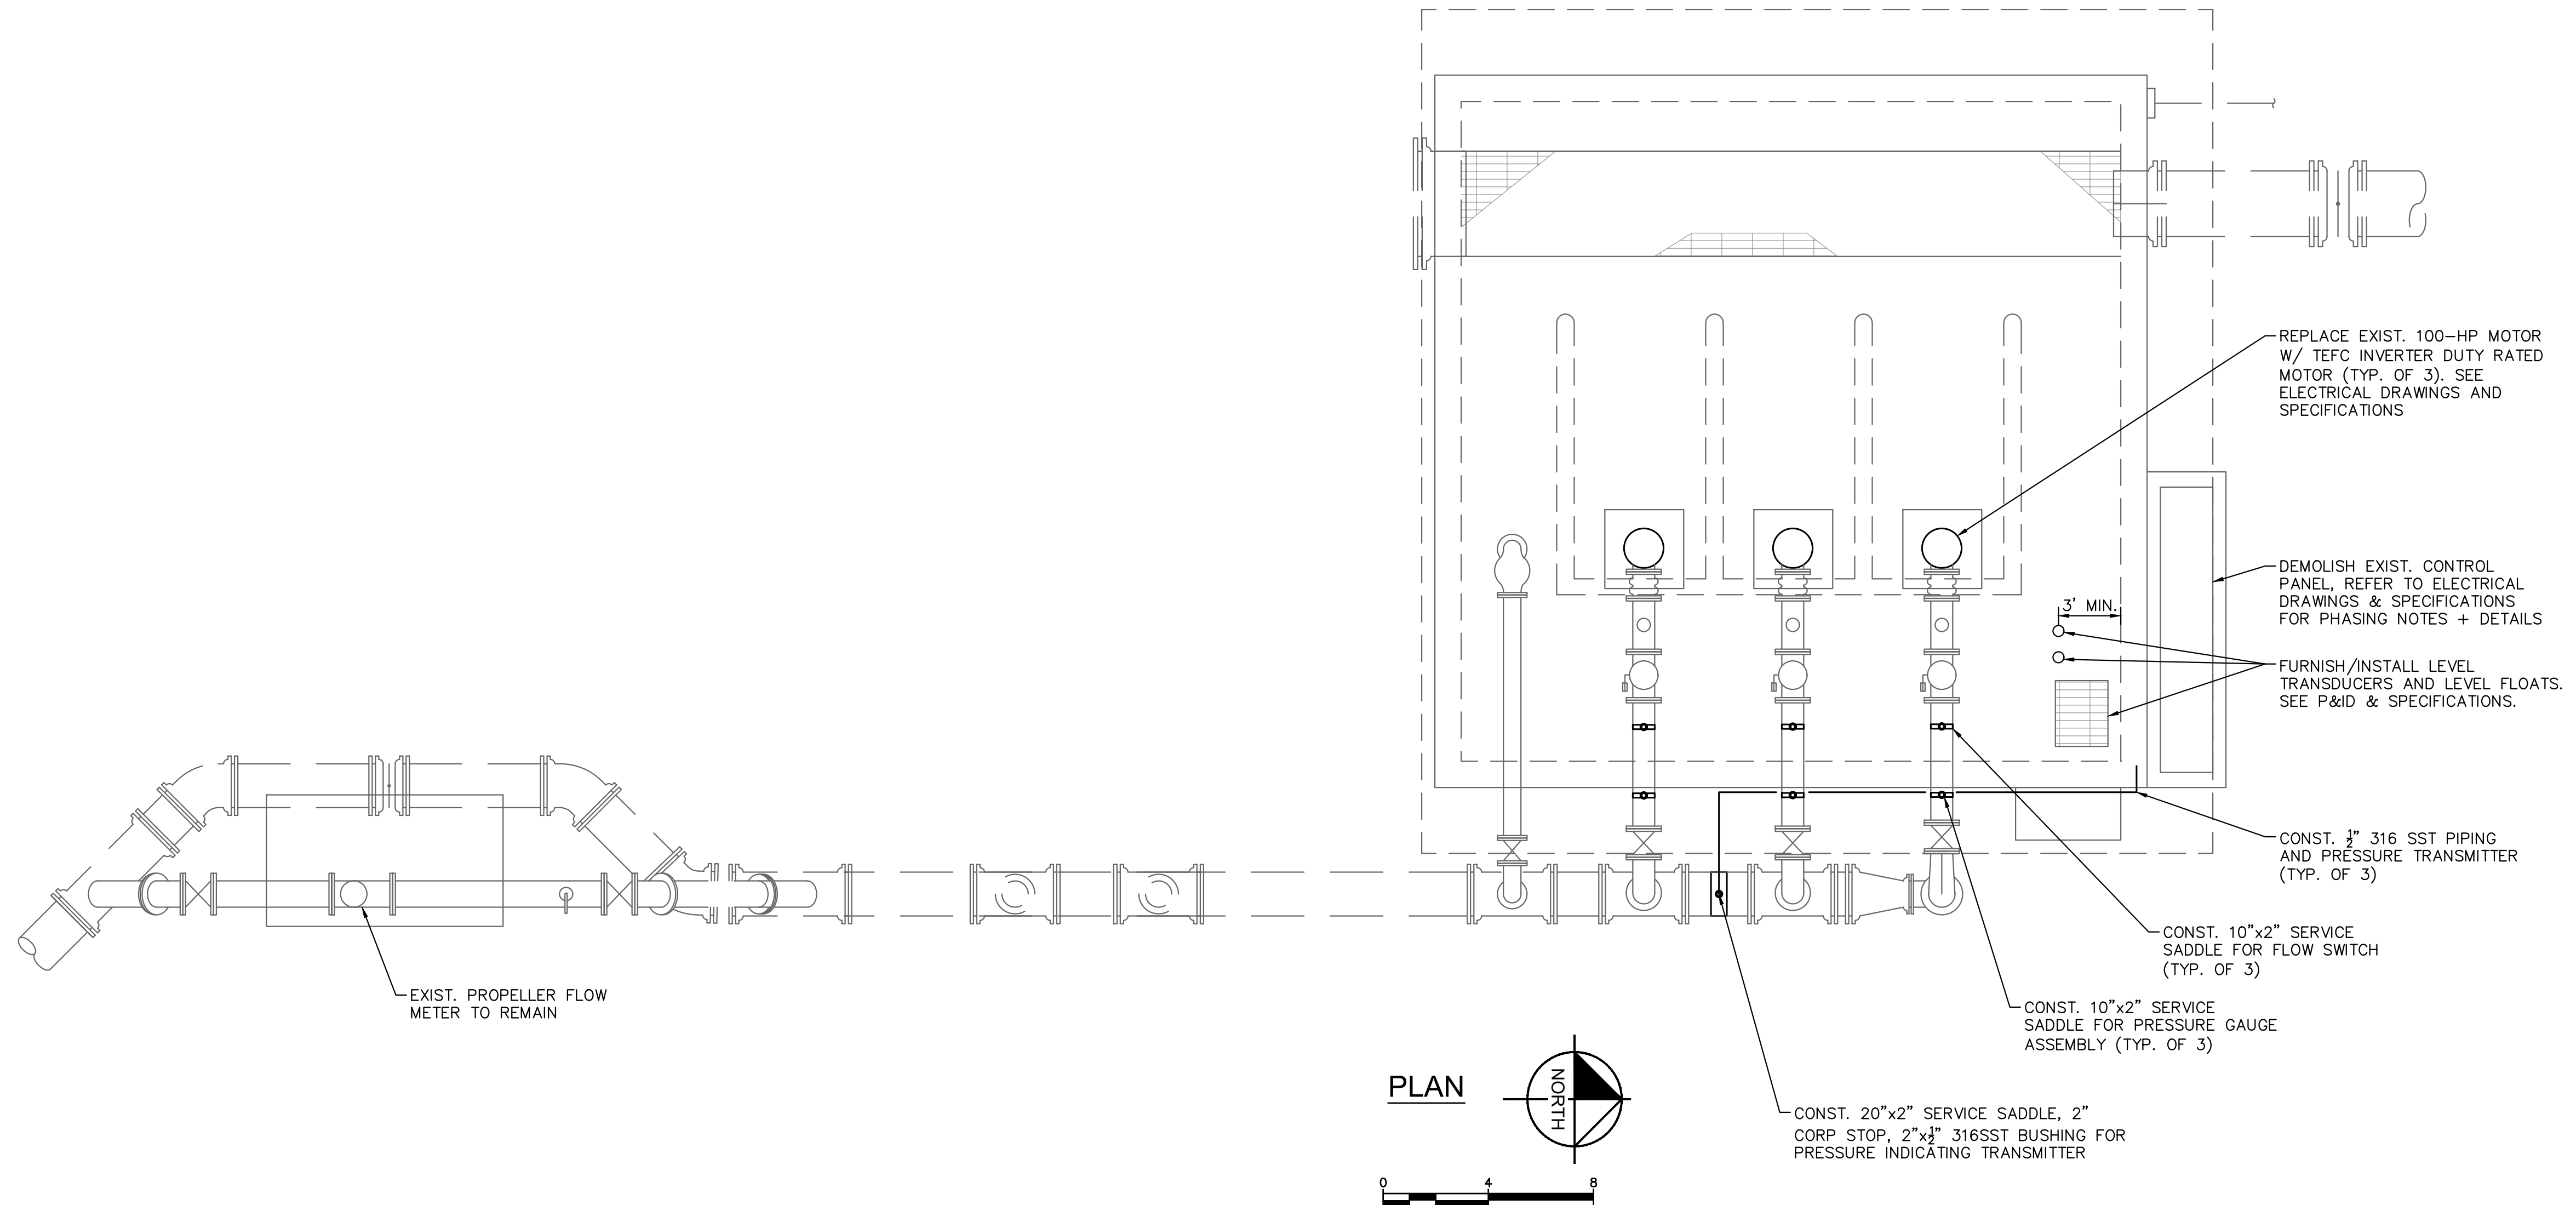 REPLACE EXIST. 100-HP MOTOR
W/ TEFC INVERTER DUTY RATED
MOTOR (TYP. OF 3). SEE
ELECTRICAL DRAWINGS AND
SPECIFICATIONS
DEMOLISH EXIST. CONTROL
PANEL, REFER TO ELECTRICAL
DRAWINGS & SPECIFICATIONS
FOR PHASING NOTES + DETAILS
3' MIN.
FURNISH/INSTALL LEVEL
TRANSDUCERS AND LEVEL FLOATS.
SEE P&ID & SPECIFICATIONS.
CONST. ½" 316 SST PIPING
AND PRESSURE TRANSMITTER
(TYP. OF 3)
CONST. 10"x2" SERVICE
SADDLE FOR FLOW SWITCH
(TYP. OF 3)
EXIST. PROPELLER FLOW
METER TO REMAIN
CONST. 10"x2" SERVICE
SADDLE FOR PRESSURE GAUGE
ASSEMBLY (TYP. OF 3)
PLAN
NORTH
CONST. 20"x2" SERVICE SADDLE, 2"
CORP STOP, 2"x½" 316SST BUSHING FOR
PRESSURE INDICATING TRANSMITTER
0 4 8